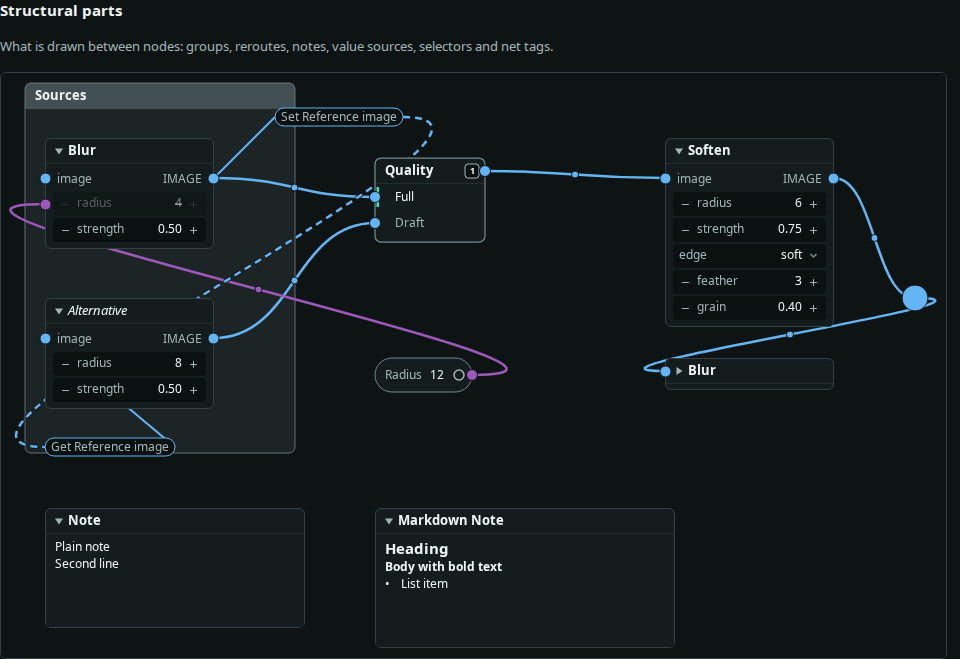 Structural parts
What is drawn between nodes: groups, reroutes, notes, value sources, selectors and net tags.
Sources
Set Reference image
Blur
image IMAGE
radius 4
strength 0.50
Quality 1
Full
Draft
Soften
image IMAGE
radius 6
strength 0.75
edge soft
feather 3
grain 0.40
Alternative
image IMAGE
radius 8
strength 0.50
Radius 12
Blur
Get Reference image
Note
Plain note
Second line
Markdown Note
Heading
Body with bold text
• List item